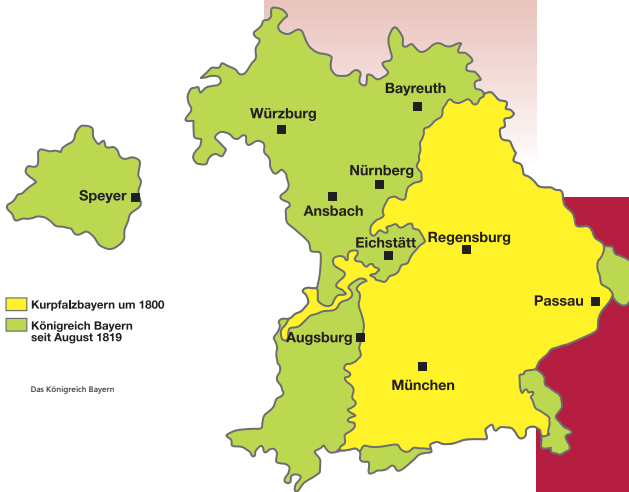 Bayreuth
Würzburg
Nürnberg
Speyer
Ansbach
Eichstätt
Regensburg
Kurpfalzbayern um 1800
Passau
Königreich Bayern
seit August 1819
Augsburg
München
Das Königreich Bayern